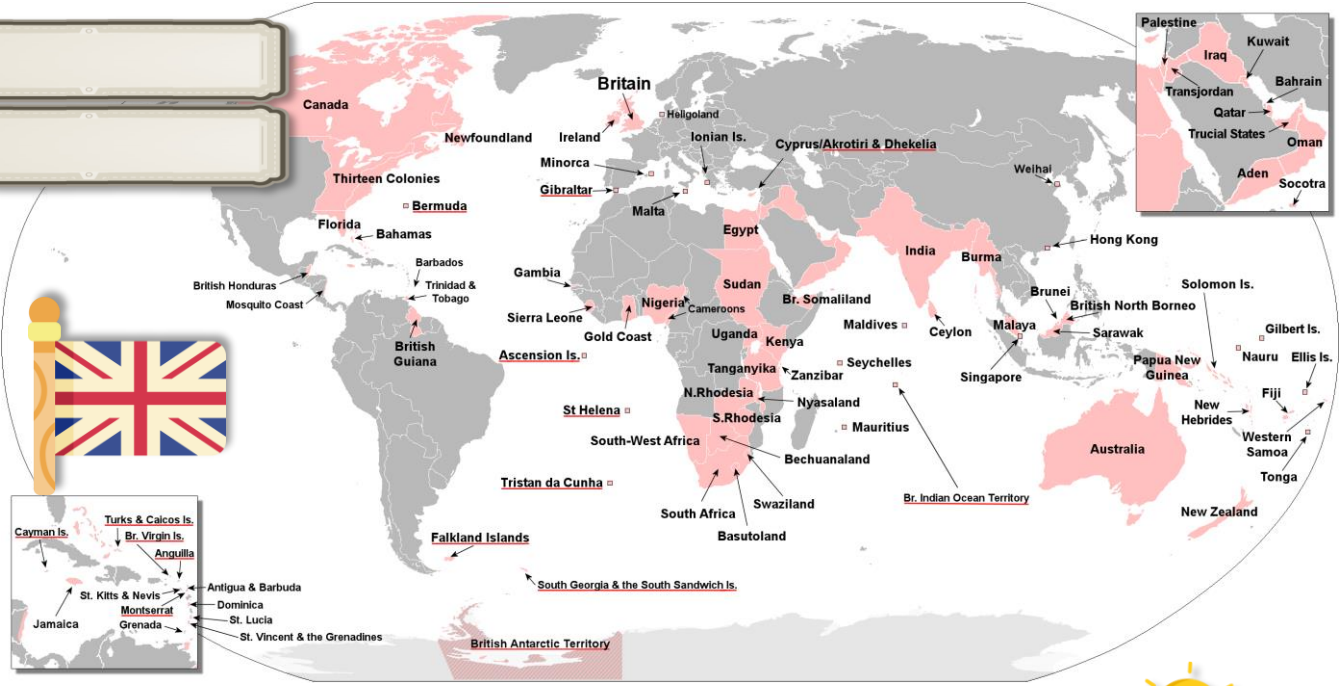 Canada
Newfoundland
Thirteen Colonies
Bermuda
Florida
Bahamas
British Honduras
Mosquito Coast
Barbados
Trinidad &
Tobago
British
Guiana
Britain
Ireland
Heligoland
Ionian Is.
Minorca
Gibraltar
Malta
Cyprus/Akrotiri & Dhekelia
Weihai
Hong Kong
Egypt
Sudan
Gambia
Sierra Leone
Nigeria
Cameroons
Gold Coast
Br. Somaliland
Uganda
Kenya
Tanganyika
Zanzibar
N.Rhodesia
Nyasaland
S.Rhodesia
South-West Africa
Bechuanaland
Swaziland
South Africa
Basutoland
Ascension Is.
St Helena
Tristan da Cunha
Falkland Islands
South Georgia & the South Sandwich Is.
British Antarctic Territory
India
Burma
Maldives
Ceylon
Seychelles
Mauritius
Br. Indian Ocean Territory
Malaya
Singapore
Brunei
British North Borneo
Sarawak
Papua New
Guinea
Solomon Is.
Gilbert Is.
Nauru
Ellis Is.
New
Hebrides
Fiji
Western
Samoa
Tonga
Australia
New Zealand
Palestine
Iraq
Kuwait
Transjordan
Bahrain
Qatar
Trucial States
Oman
Aden
Socotra
Turks & Caicos Is.
Cayman Is.
Br. Virgin Is.
Anguilla
Antigua & Barbuda
St. Kitts & Nevis
Montserrat
Dominica
Jamaica
St. Lucia
Grenada
St. Vincent & the Grenadines